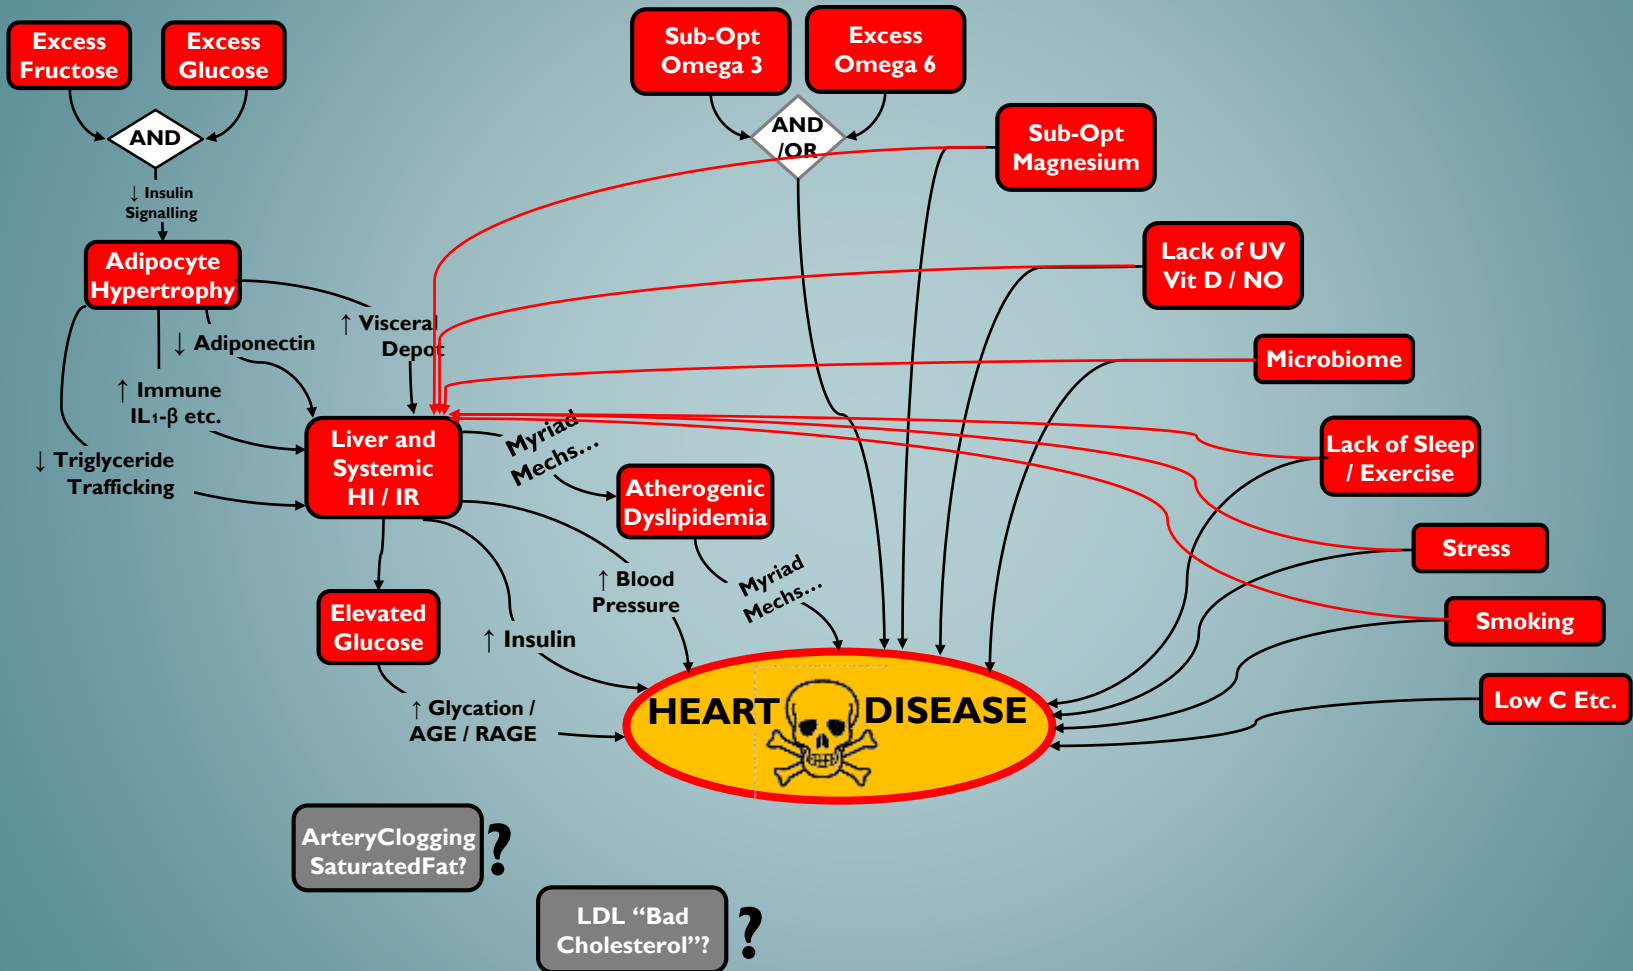 Excess
Fructose
Excess
Glucose
AND
↓ Insulin
Signalling
Adipocyte
Hypertrophy
↓ Adiponectin
↑ Visceral
Depot
↑ Immune
IL₁-β etc.
↓ Triglyceride
Trafficking
Liver and
Systemic
HI / IR
Myriad
Mechs...
Atherogenic
Dyslipidemia
Myriad
Mechs...
↑ Blood
Pressure
↑ Insulin
Elevated
Glucose
↑ Glycation /
AGE / RAGE
Sub-Opt
Omega 3
Excess
Omega 6
AND
/OR
Sub-Opt
Magnesium
Lack of UV
Vit D / NO
Microbiome
Lack of Sleep
/ Exercise
Stress
Smoking
Low C Etc.
HEART DISEASE
ArteryClogging
SaturatedFat?
?
LDL “Bad
Cholesterol”?
?